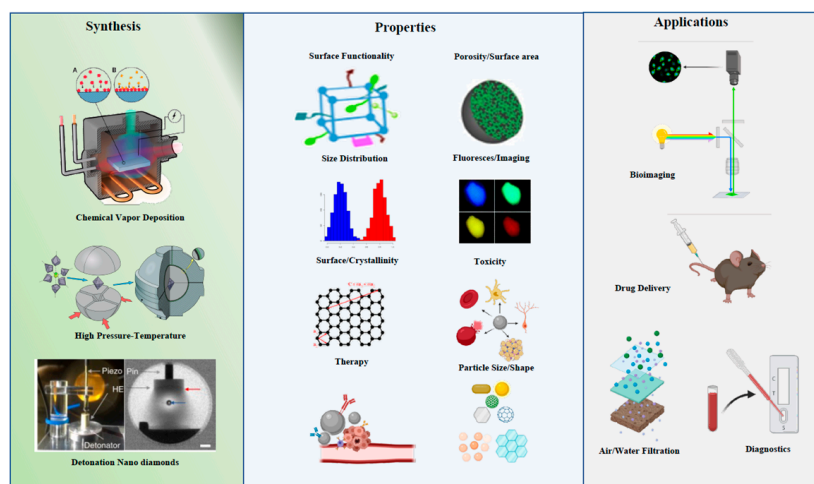 Synthesis
A
B
Chemical Vapor Deposition
High Pressure-Temperature
Piezo
Pin
HE
Detonator
Detonation Nano diamonds
Properties
Surface Functionality
Porosity/Surface area
Size Distribution
Fluoresces/Imaging
Surface/Crystallinity
Toxicity
Therapy
Particle Size/Shape
Applications
Bioimaging
Drug Delivery
C
T
S
Air/Water Filtration
Diagnostics